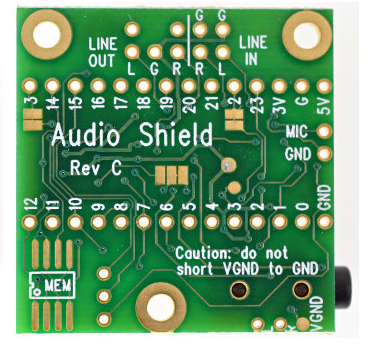 G G
LINE OUT LINE IN
L G R R L
13 14 15 16 17 18 19 20 21 22 23 3V G 5V
Audio Shield
MIC
GND
Rev C
12 11 10 9 8 7 6 5 4 3 2 1 0 GND
Caution: do not
short VGND to GND
MEM
VGND